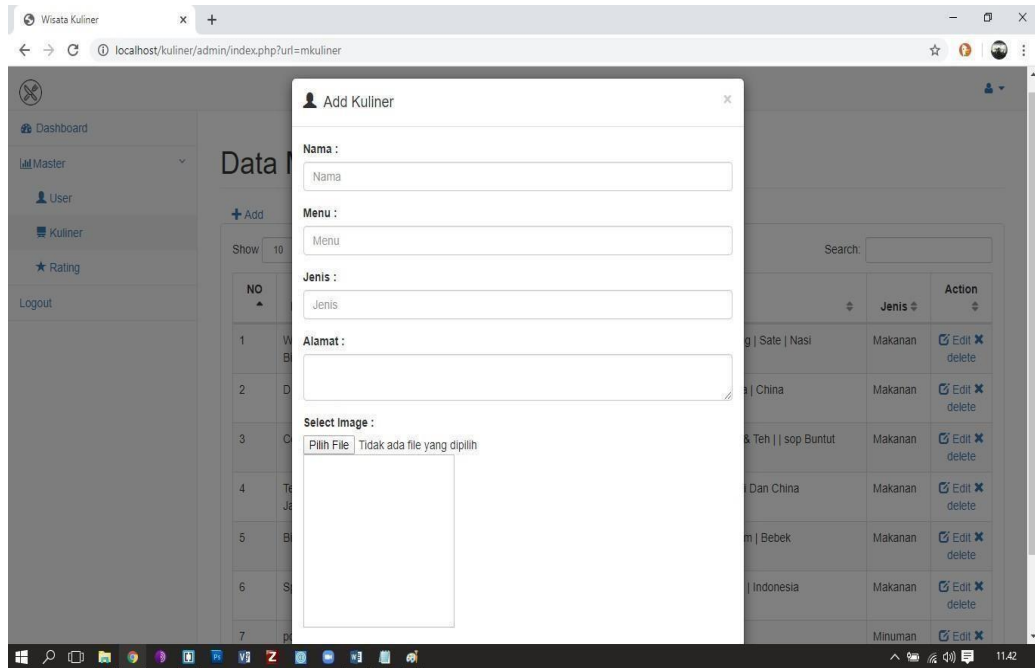 Wisata Kuliner
localhost/kuliner/admin/index.php?url=mkuliner
Dashboard
Master
User
Kuliner
Rating
Logout
Data
Add
Show 10
Search:
NO
Jenis
Action
1
Sate | Nasi
Makanan
Edit
delete
2
| China
Makanan
Edit
delete
3
& Teh | | sop Buntut
Makanan
Edit
delete
4
Dan China
Makanan
Edit
delete
5
| Bebek
Makanan
Edit
delete
6
| Indonesia
Makanan
Edit
delete
7
Minuman
Edit
Add Kuliner
Nama :
Nama
Menu :
Menu
Jenis :
Jenis
Alamat :
Select Image :
Pilih File Tidak ada file yang dipilih
11.42